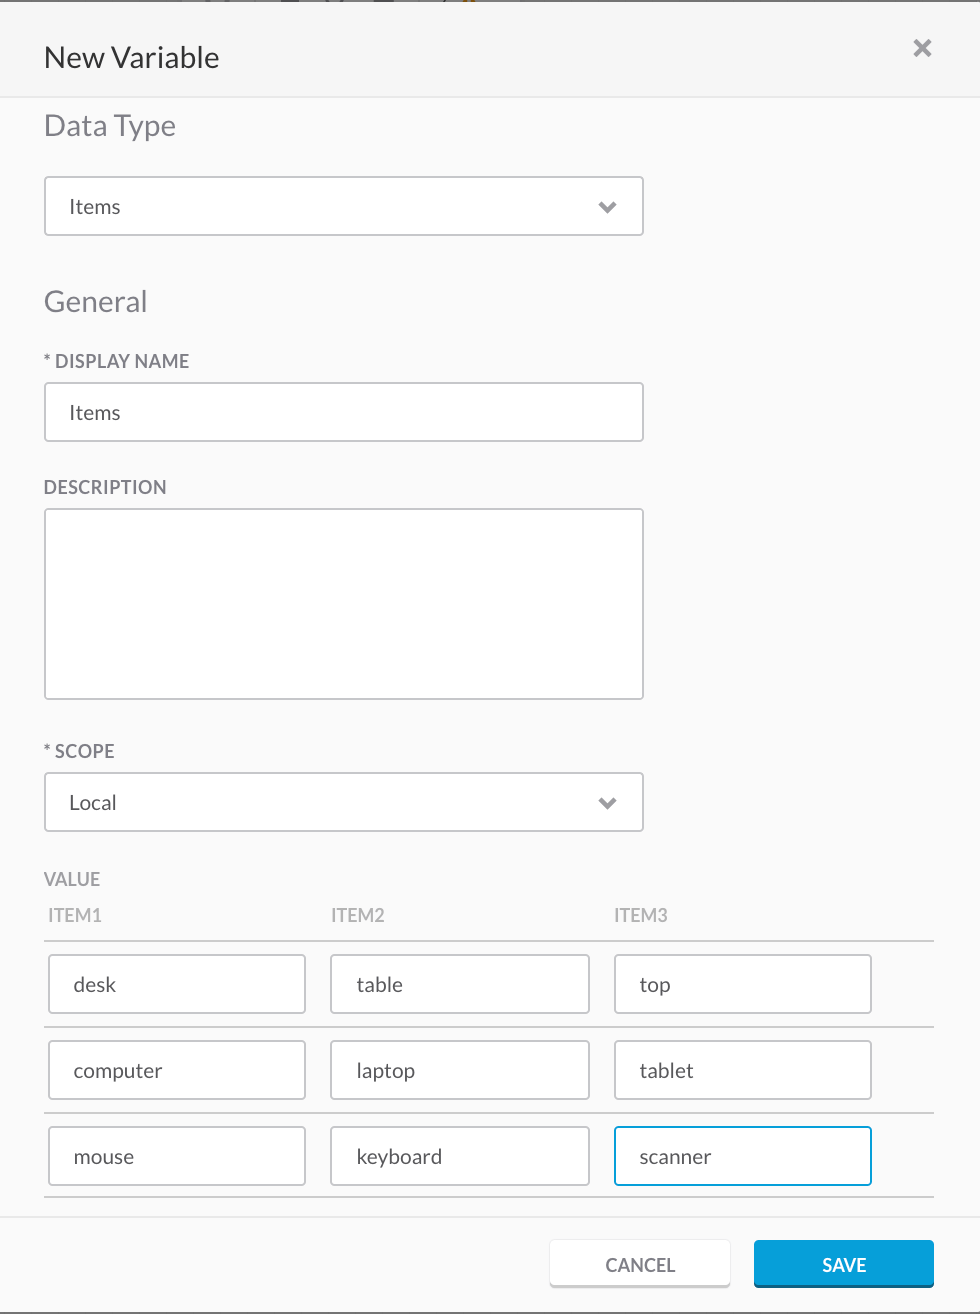 New Variable
Data Type
Items
General
* DISPLAY NAME
Items
DESCRIPTION
* SCOPE
Local
VALUE
ITEM1 ITEM2 ITEM3
desk table top
computer laptop tablet
mouse keyboard scanner
CANCEL SAVE